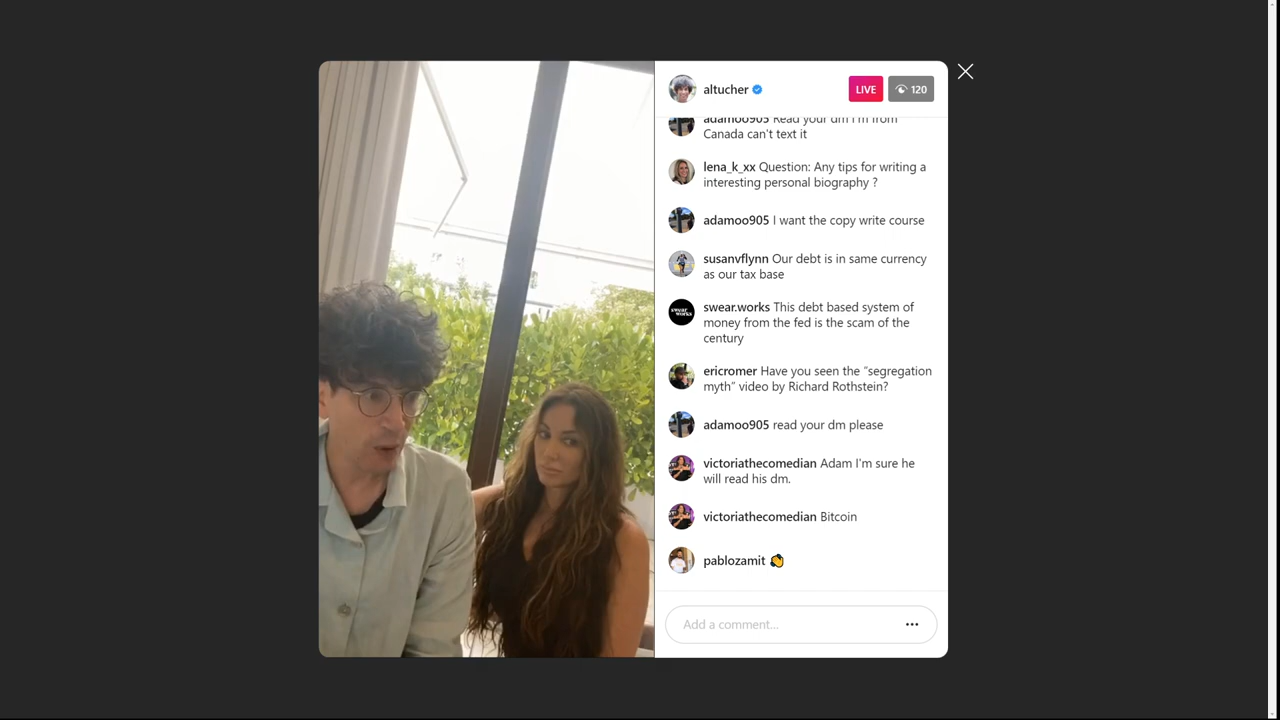 altucher
LIVE
120
adamoo905 Read your dm I'm from
Canada can't text it
lena_k_xx Question: Any tips for writing a
interesting personal biography ?
adamoo905 I want the copy write course
susanvflynn Our debt is in same currency
as our tax base
swear.works This debt based system of
money from the fed is the scam of the
century
ericromer Have you seen the “segregation
myth” video by Richard Rothstein?
adamoo905 read your dm please
victoriathecomedian Adam I'm sure he
will read his dm.
victoriathecomedian Bitcoin
pablozamit 👏
Add a comment...
swear
works